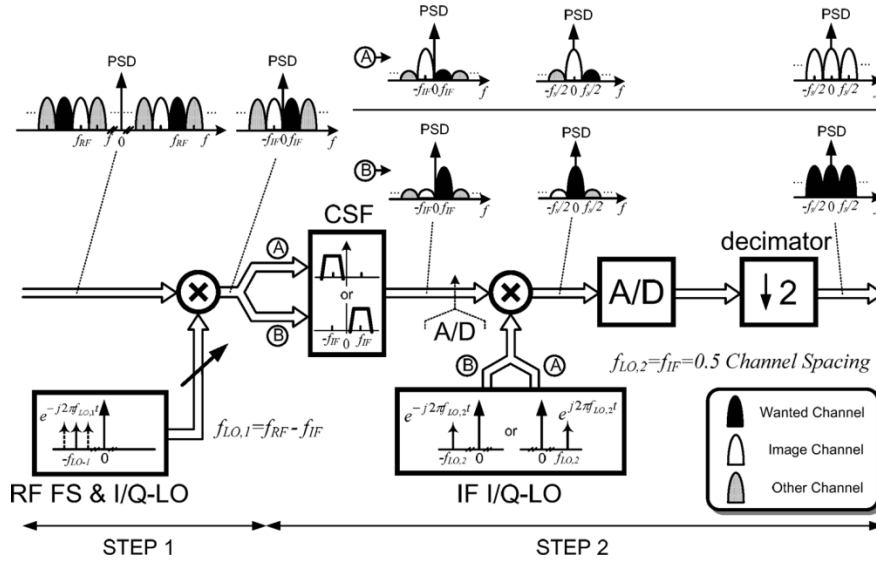 PSD
f_RF f 0 f_RF f
PSD
-f_IF 0 f_IF f
A
PSD
-f_IF 0 f_IF f
PSD
-f_s/2 0 f_s/2 f
PSD
-f_s/2 0 f_s/2 f
B
PSD
-f_IF 0 f_IF f
PSD
-f_s/2 0 f_s/2 f
PSD
-f_s/2 0 f_s/2 f
CSF
A
B
or
-f_IF 0 f_IF
A/D
A/D
decimator
↓ 2
B A
f_LO,2=f_IF=0.5 Channel Spacing
e^-j2πf_LO,1t
-f_LO-1 0
f_LO,1=f_RF - f_IF
RF FS & I/Q-LO
e^-j2πf_LO,2t or e^j2πf_LO,2t
-f_LO,2 0 0 f_LO,2
IF I/Q-LO
Wanted Channel
Image Channel
Other Channel
STEP 1
STEP 2